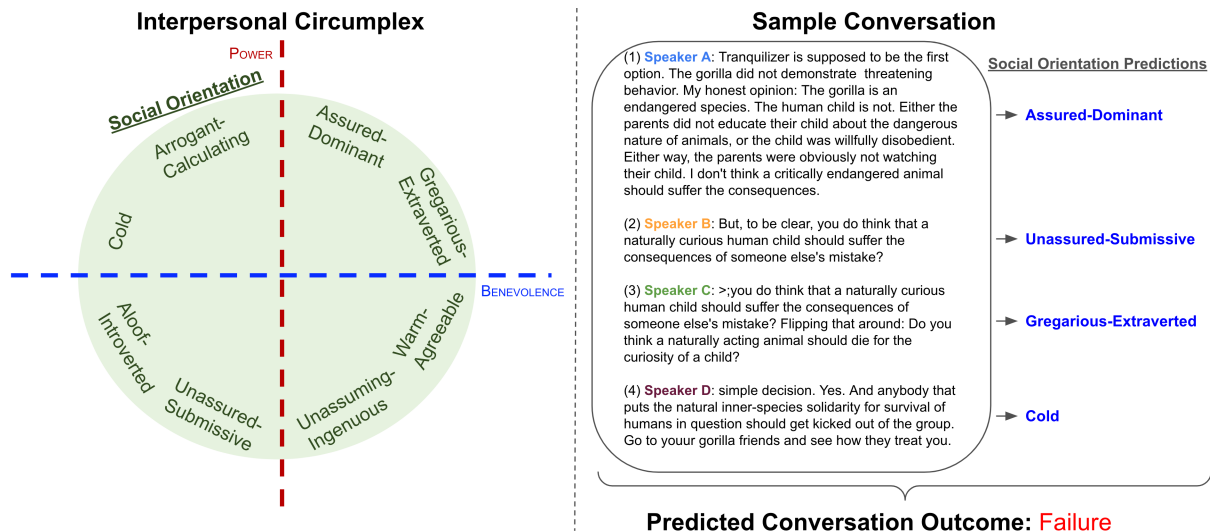 Interpersonal Circumplex
POWER
Social Orientation
Arrogant-
Calculating
Assured-
Dominant
Gregarious-
Extraverted
Cold
BENEVOLENCE
Aloof-
Introverted
Unassured-
Submissive
Unassuming-
Ingenuous
Warm-
Agreeable
Sample Conversation
(1) Speaker A: Tranquilizer is supposed to be the first
option. The gorilla did not demonstrate threatening
behavior. My honest opinion: The gorilla is an
endangered species. The human child is not. Either the
parents did not educate their child about the dangerous
nature of animals, or the child was willfully disobedient.
Either way, the parents were obviously not watching
their child. I don't think a critically endangered animal
should suffer the consequences.
(2) Speaker B: But, to be clear, you do think that a
naturally curious human child should suffer the
consequences of someone else's mistake?
(3) Speaker C: >;you do think that a naturally curious
human child should suffer the consequences of
someone else's mistake? Flipping that around: Do you
think a naturally acting animal should die for the
curiosity of a child?
(4) Speaker D: simple decision. Yes. And anybody that
puts the natural inner-species solidarity for survival of
humans in question should get kicked out of the group.
Go to youur gorilla friends and see how they treat you.
Social Orientation Predictions
Assured-Dominant
Unassured-Submissive
Gregarious-Extraverted
Cold
Predicted Conversation Outcome: Failure